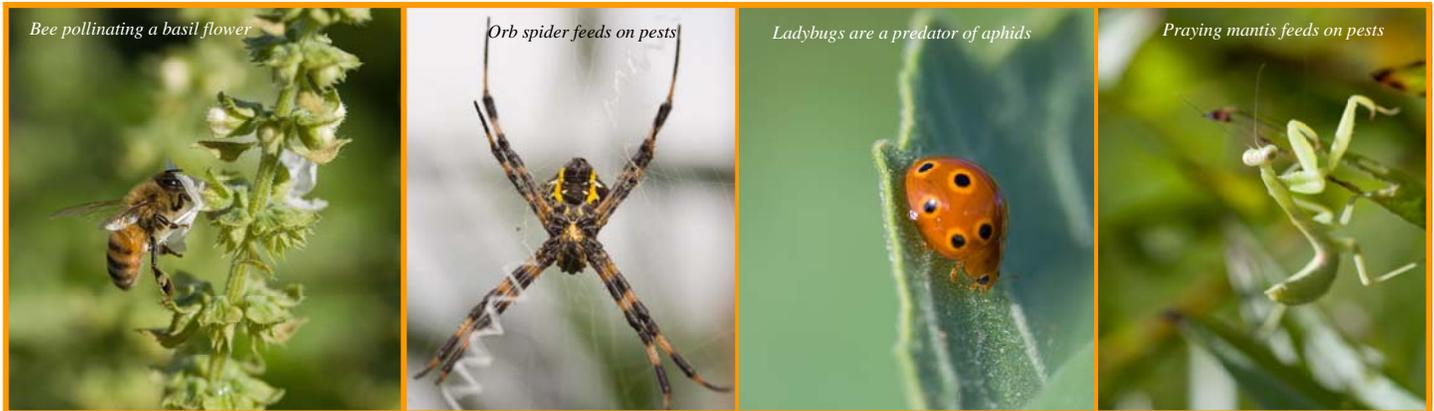 Bee pollinating a basil flower
Orb spider feeds on pests
Ladybugs are a predator of aphids
Praying mantis feeds on pests